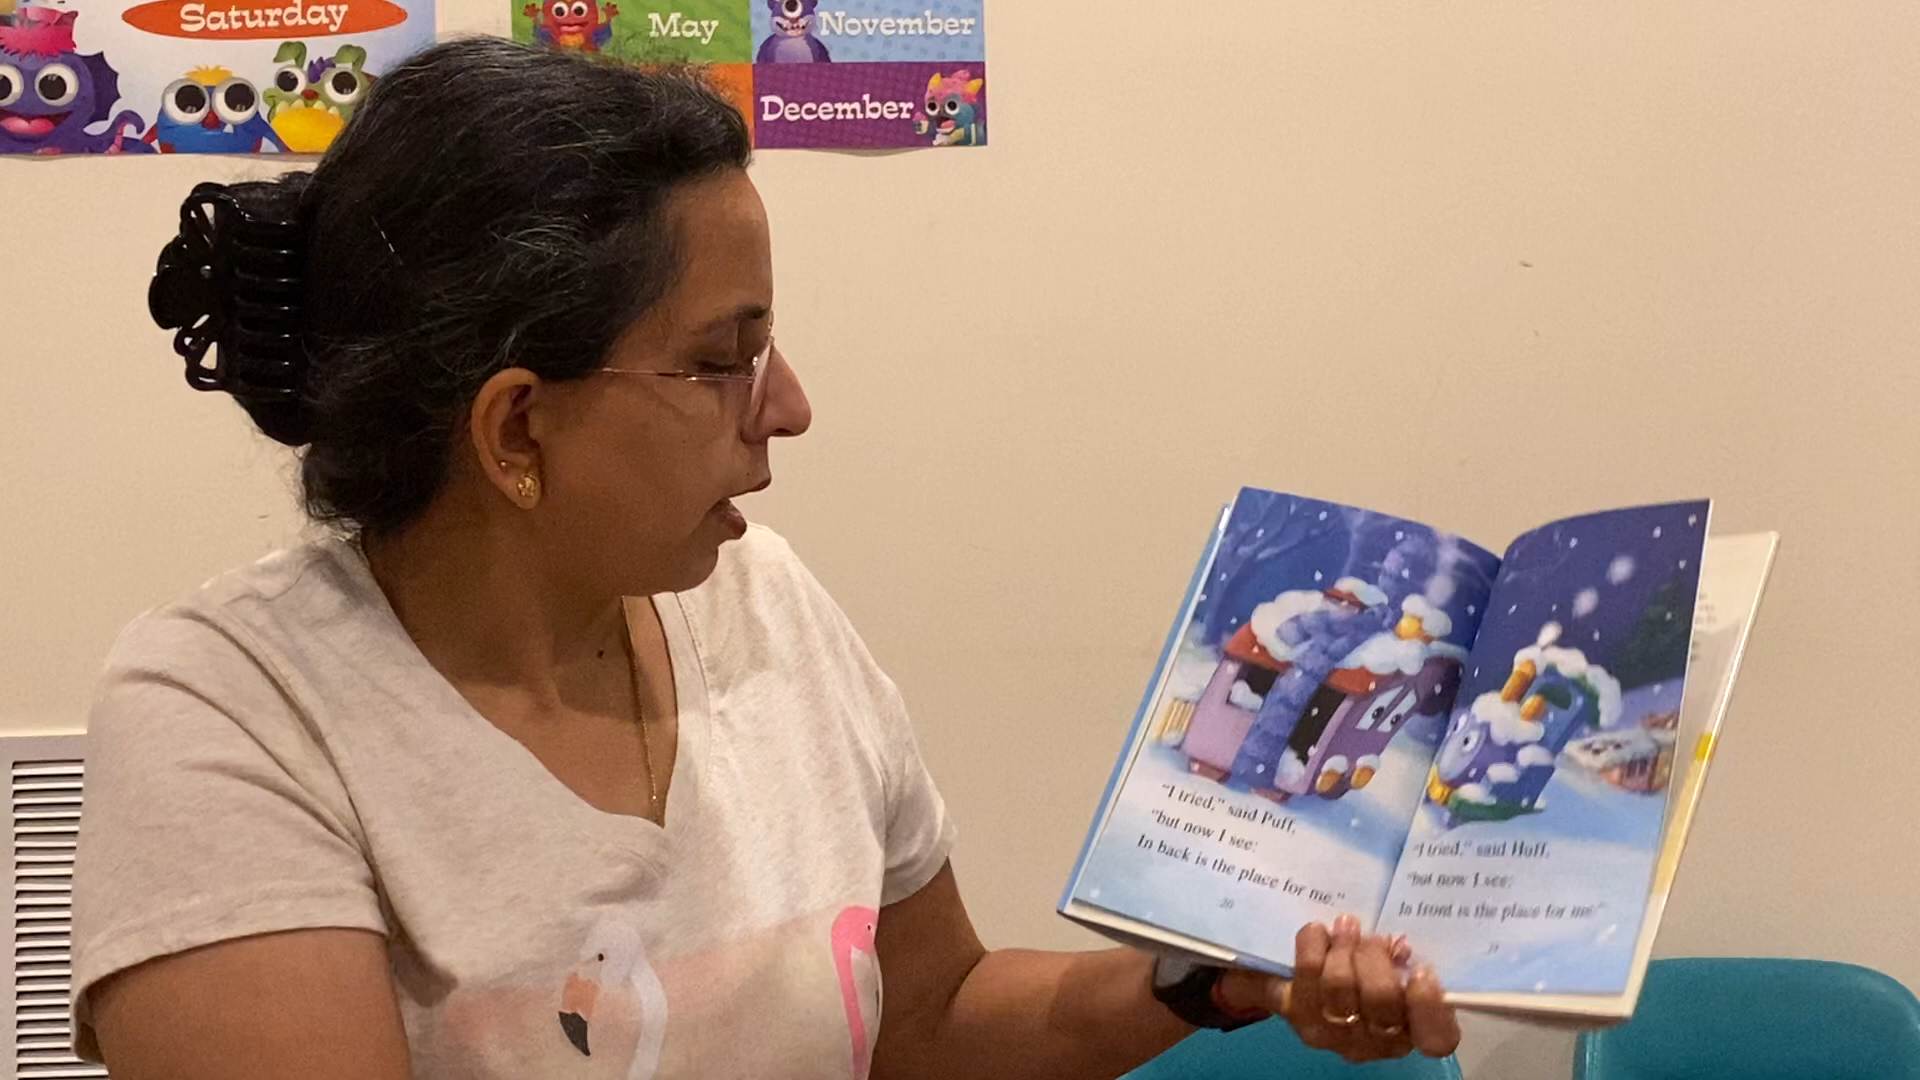 Saturday
May
November
December
"I tried," said Puff,
"but now I see:
In back is the place for me."
20
"I tried," said Huff,
"but now I see:
In front is the place for me."